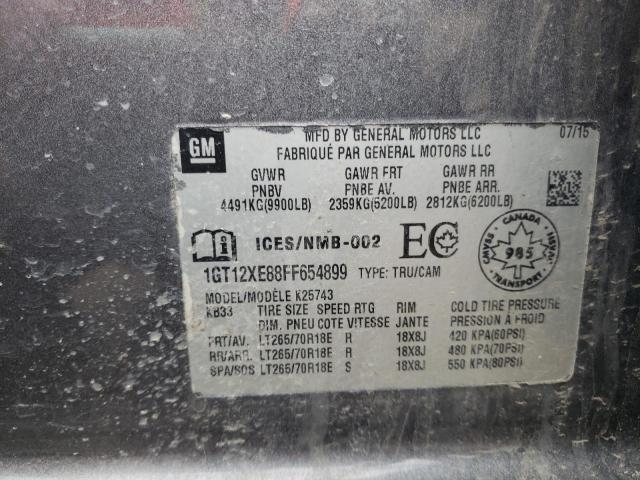 GM
MFD BY GENERAL MOTORS LLC 07/15
FABRIQUÉ PAR GENERAL MOTORS LLC
GVWR GAWR FRT GAWR RR
PNBV PNBE AV. PNBE ARR.
4491KG(9900LB) 2359KG(5200LB) 2812KG(6200LB)
ICES/NMB-002 EC
CANADA
985
TRANSPORT
1GT12XE88FF654899 TYPE: TRU/CAM
MODEL/MODÈLE K25743
KB33 TIRE SIZE SPEED RTG RIM COLD TIRE PRESSURE
DIM. PNEU COTE VITESSE JANTE PRESSION À FROID
FRT/AV. LT265/70R18E R 18X8J 420 KPA(60PSI)
RR/ARR. LT265/70R18E R 18X8J 480 KPA(70PSI)
SPA/SOS LT265/70R18E S 18X8J 550 KPA(80PSI)